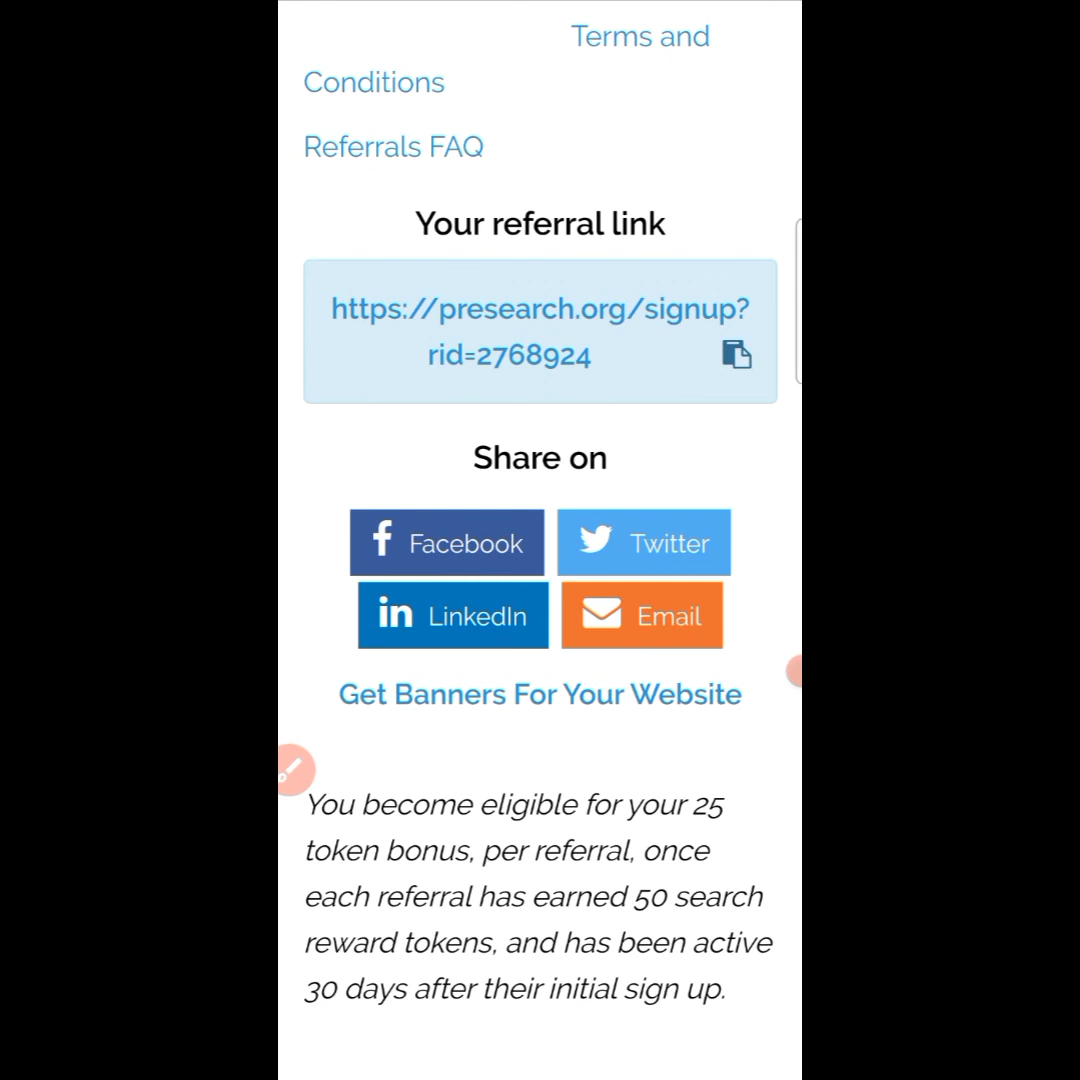 Terms and
Conditions
Referrals FAQ
Your referral link
https://presearch.org/signup?
rid=2768924
Share on
Facebook
Twitter
LinkedIn
Email
Get Banners For Your Website
You become eligible for your 25
token bonus, per referral, once
each referral has earned 50 search
reward tokens, and has been active
30 days after their initial sign up.